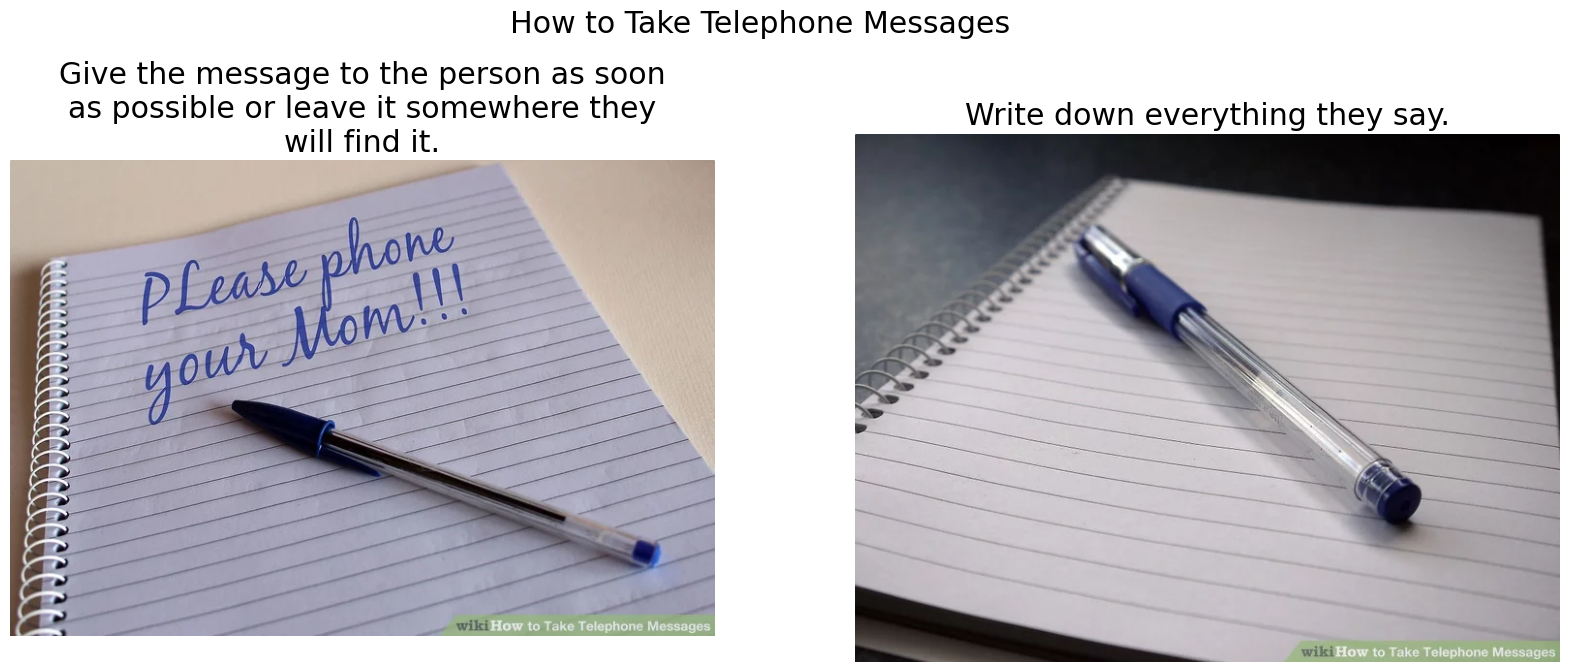 How to Take Telephone Messages
Give the message to the person as soon
as possible or leave it somewhere they
will find it.
PLease phone
your Mom!!!
wikiHow to Take Telephone Messages
Write down everything they say.
wikiHow to Take Telephone Messages